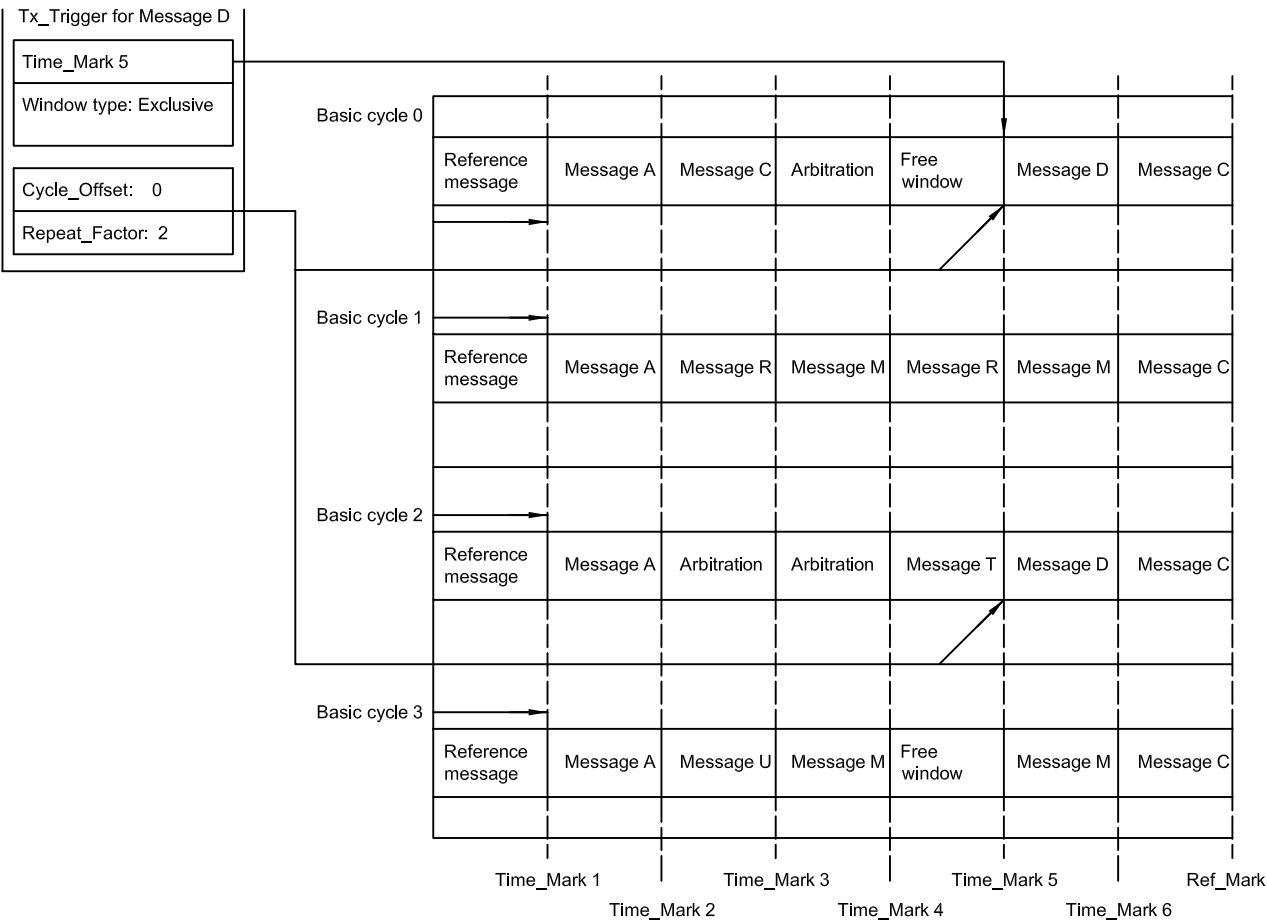 Tx_Trigger for Message D
Time_Mark 5
Window type: Exclusive
Cycle_Offset: 0
Repeat_Factor: 2
Basic cycle 0
Reference message Message A Message C Arbitration Free window Message D Message C
Basic cycle 1
Reference message Message A Message R Message M Message R Message M Message C
Basic cycle 2
Reference message Message A Arbitration Arbitration Message T Message D Message C
Basic cycle 3
Reference message Message A Message U Message M Free window Message M Message C
Time_Mark 1 Time_Mark 3 Time_Mark 5 Ref_Mark
Time_Mark 2 Time_Mark 4 Time_Mark 6